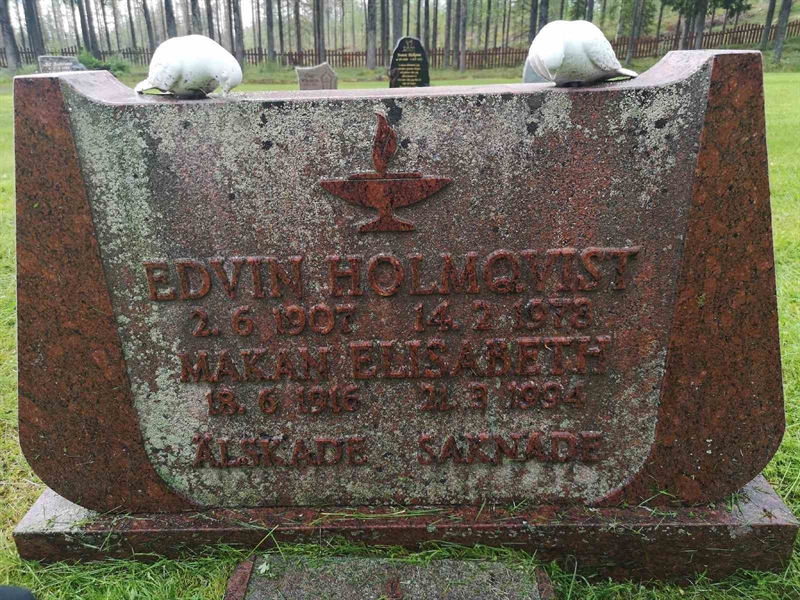 EDVIN HOLMQVIST
2. 6 1907 14. 2 1973
MAKAN ELISABETH
18. 6 1916 21. 3 1994
ÄLSKADE SAKNADE